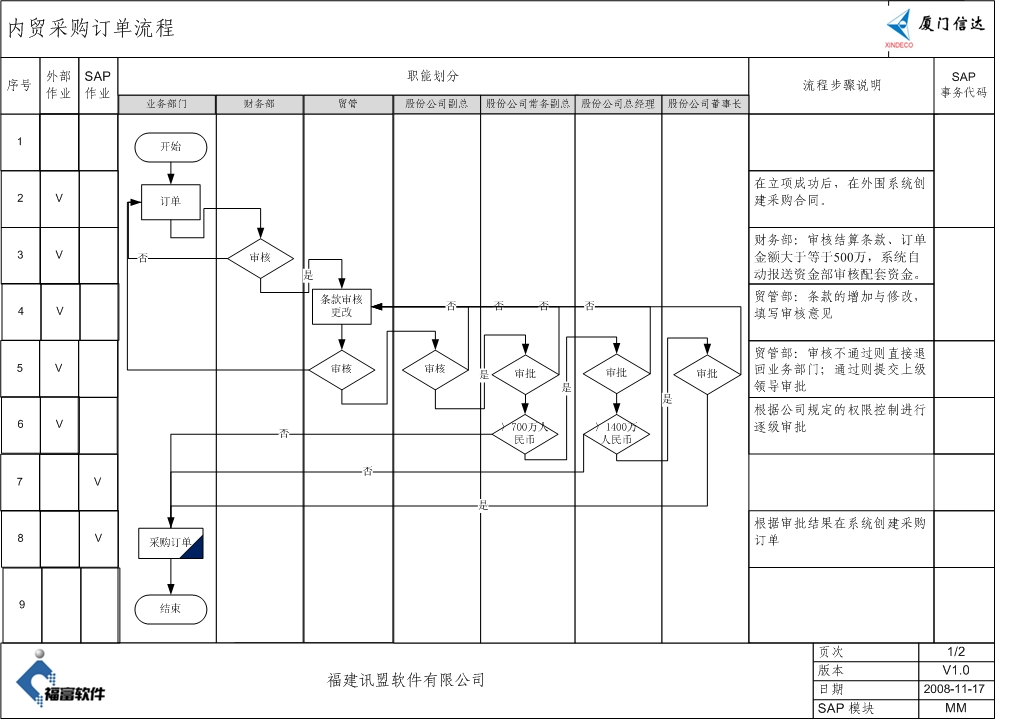 内贸采购订单流程
厦门信达
XINDECO
序号
外部
作业
SAP
作业
职能划分
流程步骤说明
SAP
事务代码
业务部门
财务部
贸管
股份公司副总
股份公司常务副总
股份公司总经理
股份公司董事长
1
开始
2
V
订单
在立项成功后，在外围系统创
建采购合同。
3
V
否
审核
是
财务部：审核结算条款、订单
金额大于等于500万，系统自
动报送资金部审核配套资金。
4
V
条款审核
更改
否
否
否
否
贸管部：条款的增加与修改，
填写审核意见
5
V
审核
审核
是
审批
是
审批
是
审批
贸管部：审核不通过则直接退
回业务部门；通过则提交上级
领导审批
6
V
否
〉700万人
民币
〉1400万
人民币
根据公司规定的权限控制进行
逐级审批
7
V
否
是
8
V
采购订单
根据审批结果在系统创建采购
订单
9
结束
福富软件
福建讯盟软件有限公司
页次
1/2
版本
V1.0
日期
2008-11-17
SAP 模块
MM